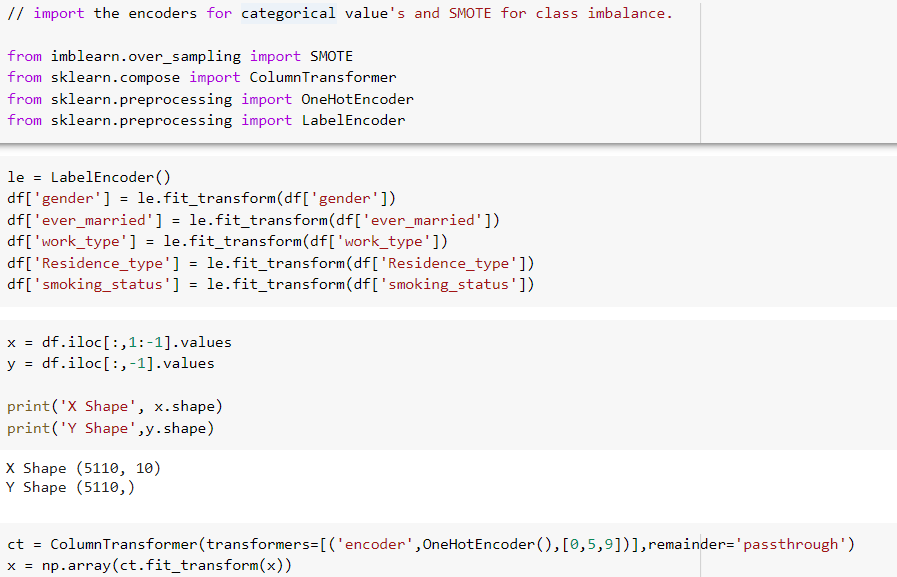 // import the encoders for categorical value's and SMOTE for class imbalance.
from imblearn.over_sampling import SMOTE
from sklearn.compose import ColumnTransformer
from sklearn.preprocessing import OneHotEncoder
from sklearn.preprocessing import LabelEncoder
le = LabelEncoder()
df['gender'] = le.fit_transform(df['gender'])
df['ever_married'] = le.fit_transform(df['ever_married'])
df['work_type'] = le.fit_transform(df['work_type'])
df['Residence_type'] = le.fit_transform(df['Residence_type'])
df['smoking_status'] = le.fit_transform(df['smoking_status'])
x = df.iloc[:,1:-1].values
y = df.iloc[:,-1].values
print('X Shape', x.shape)
print('Y Shape',y.shape)
X Shape (5110, 10)
Y Shape (5110,)
ct = ColumnTransformer(transformers=[('encoder',OneHotEncoder(),[0,5,9])],remainder='passthrough')
x = np.array(ct.fit_transform(x))